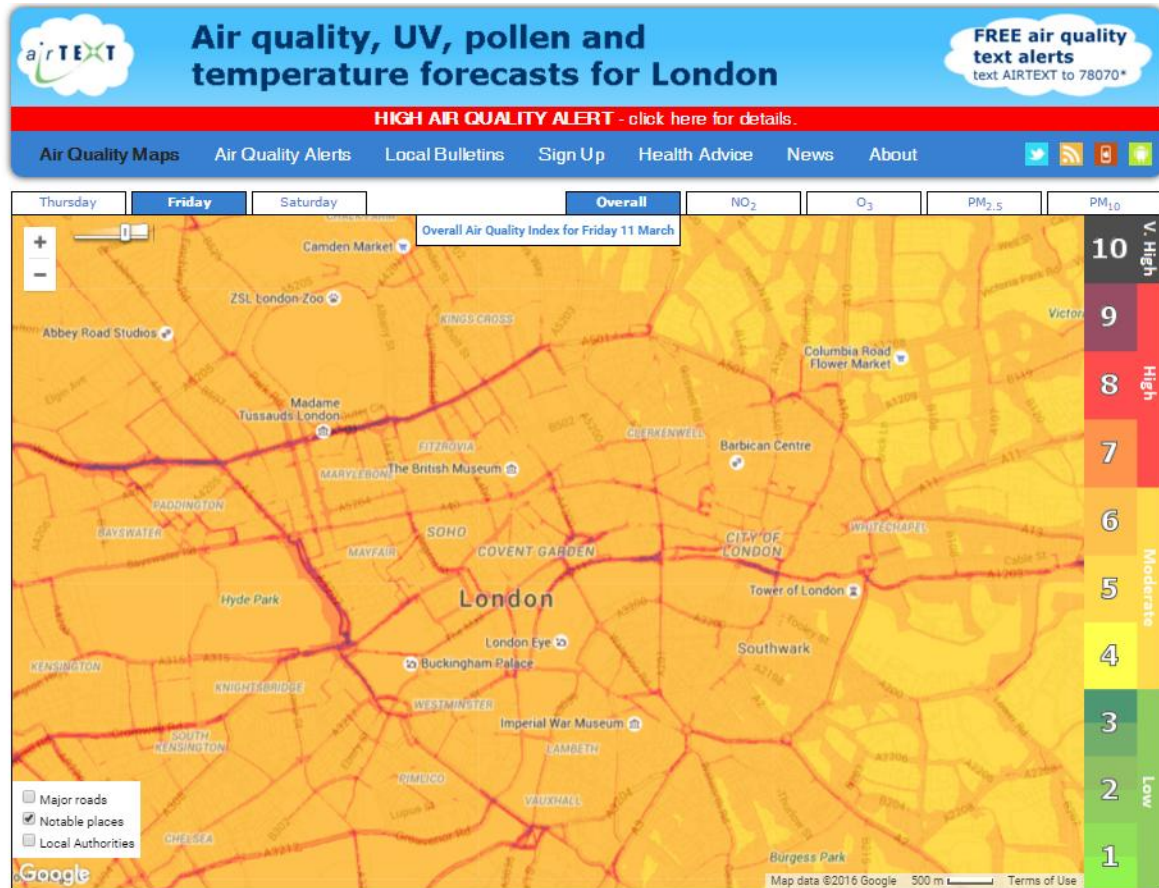 airTEXT
Air quality, UV, pollen and
temperature forecasts for London
FREE air quality
text alerts
text AIRTEXT to 78070*
HIGH AIR QUALITY ALERT - click here for details.
Air Quality Maps Air Quality Alerts Local Bulletins Sign Up Health Advice News About
Thursday Friday Saturday Overall NO2 O3 PM2.5 PM10
Overall Air Quality Index for Friday 11 March
Camden Market
ZSL London Zoo
KINGS CROSS
Abbey Road Studios
A501
Columbia Road
Flower Market
Madame
Tussauds London
CLERKENWELL
FITZROVIA
Barbican Centre
The British Museum
MARYLEBONE
PADDINGTON
BAYSWATER
SOHO
MAYFAIR
COVENT GARDEN
CITY OF
LONDON
WHITECHAPEL
Cable St
Hyde Park
London
Tower of London
London Eye
Southwark
KENSINGTON
A315
Buckingham Palace
KNIGHTSBRIDGE
WESTMINSTER
Imperial War Museum
SOUTH
KENSINGTON
LAMBETH
PIMLICO
VAUXHALL
CHELSEA
Burgess Park
10
9
8
7
6
5
4
3
2
1
V. High
High
Moderate
Low
Major roads
Notable places
Local Authorities
Google
Map data ©2016 Google 500 m Terms of Use